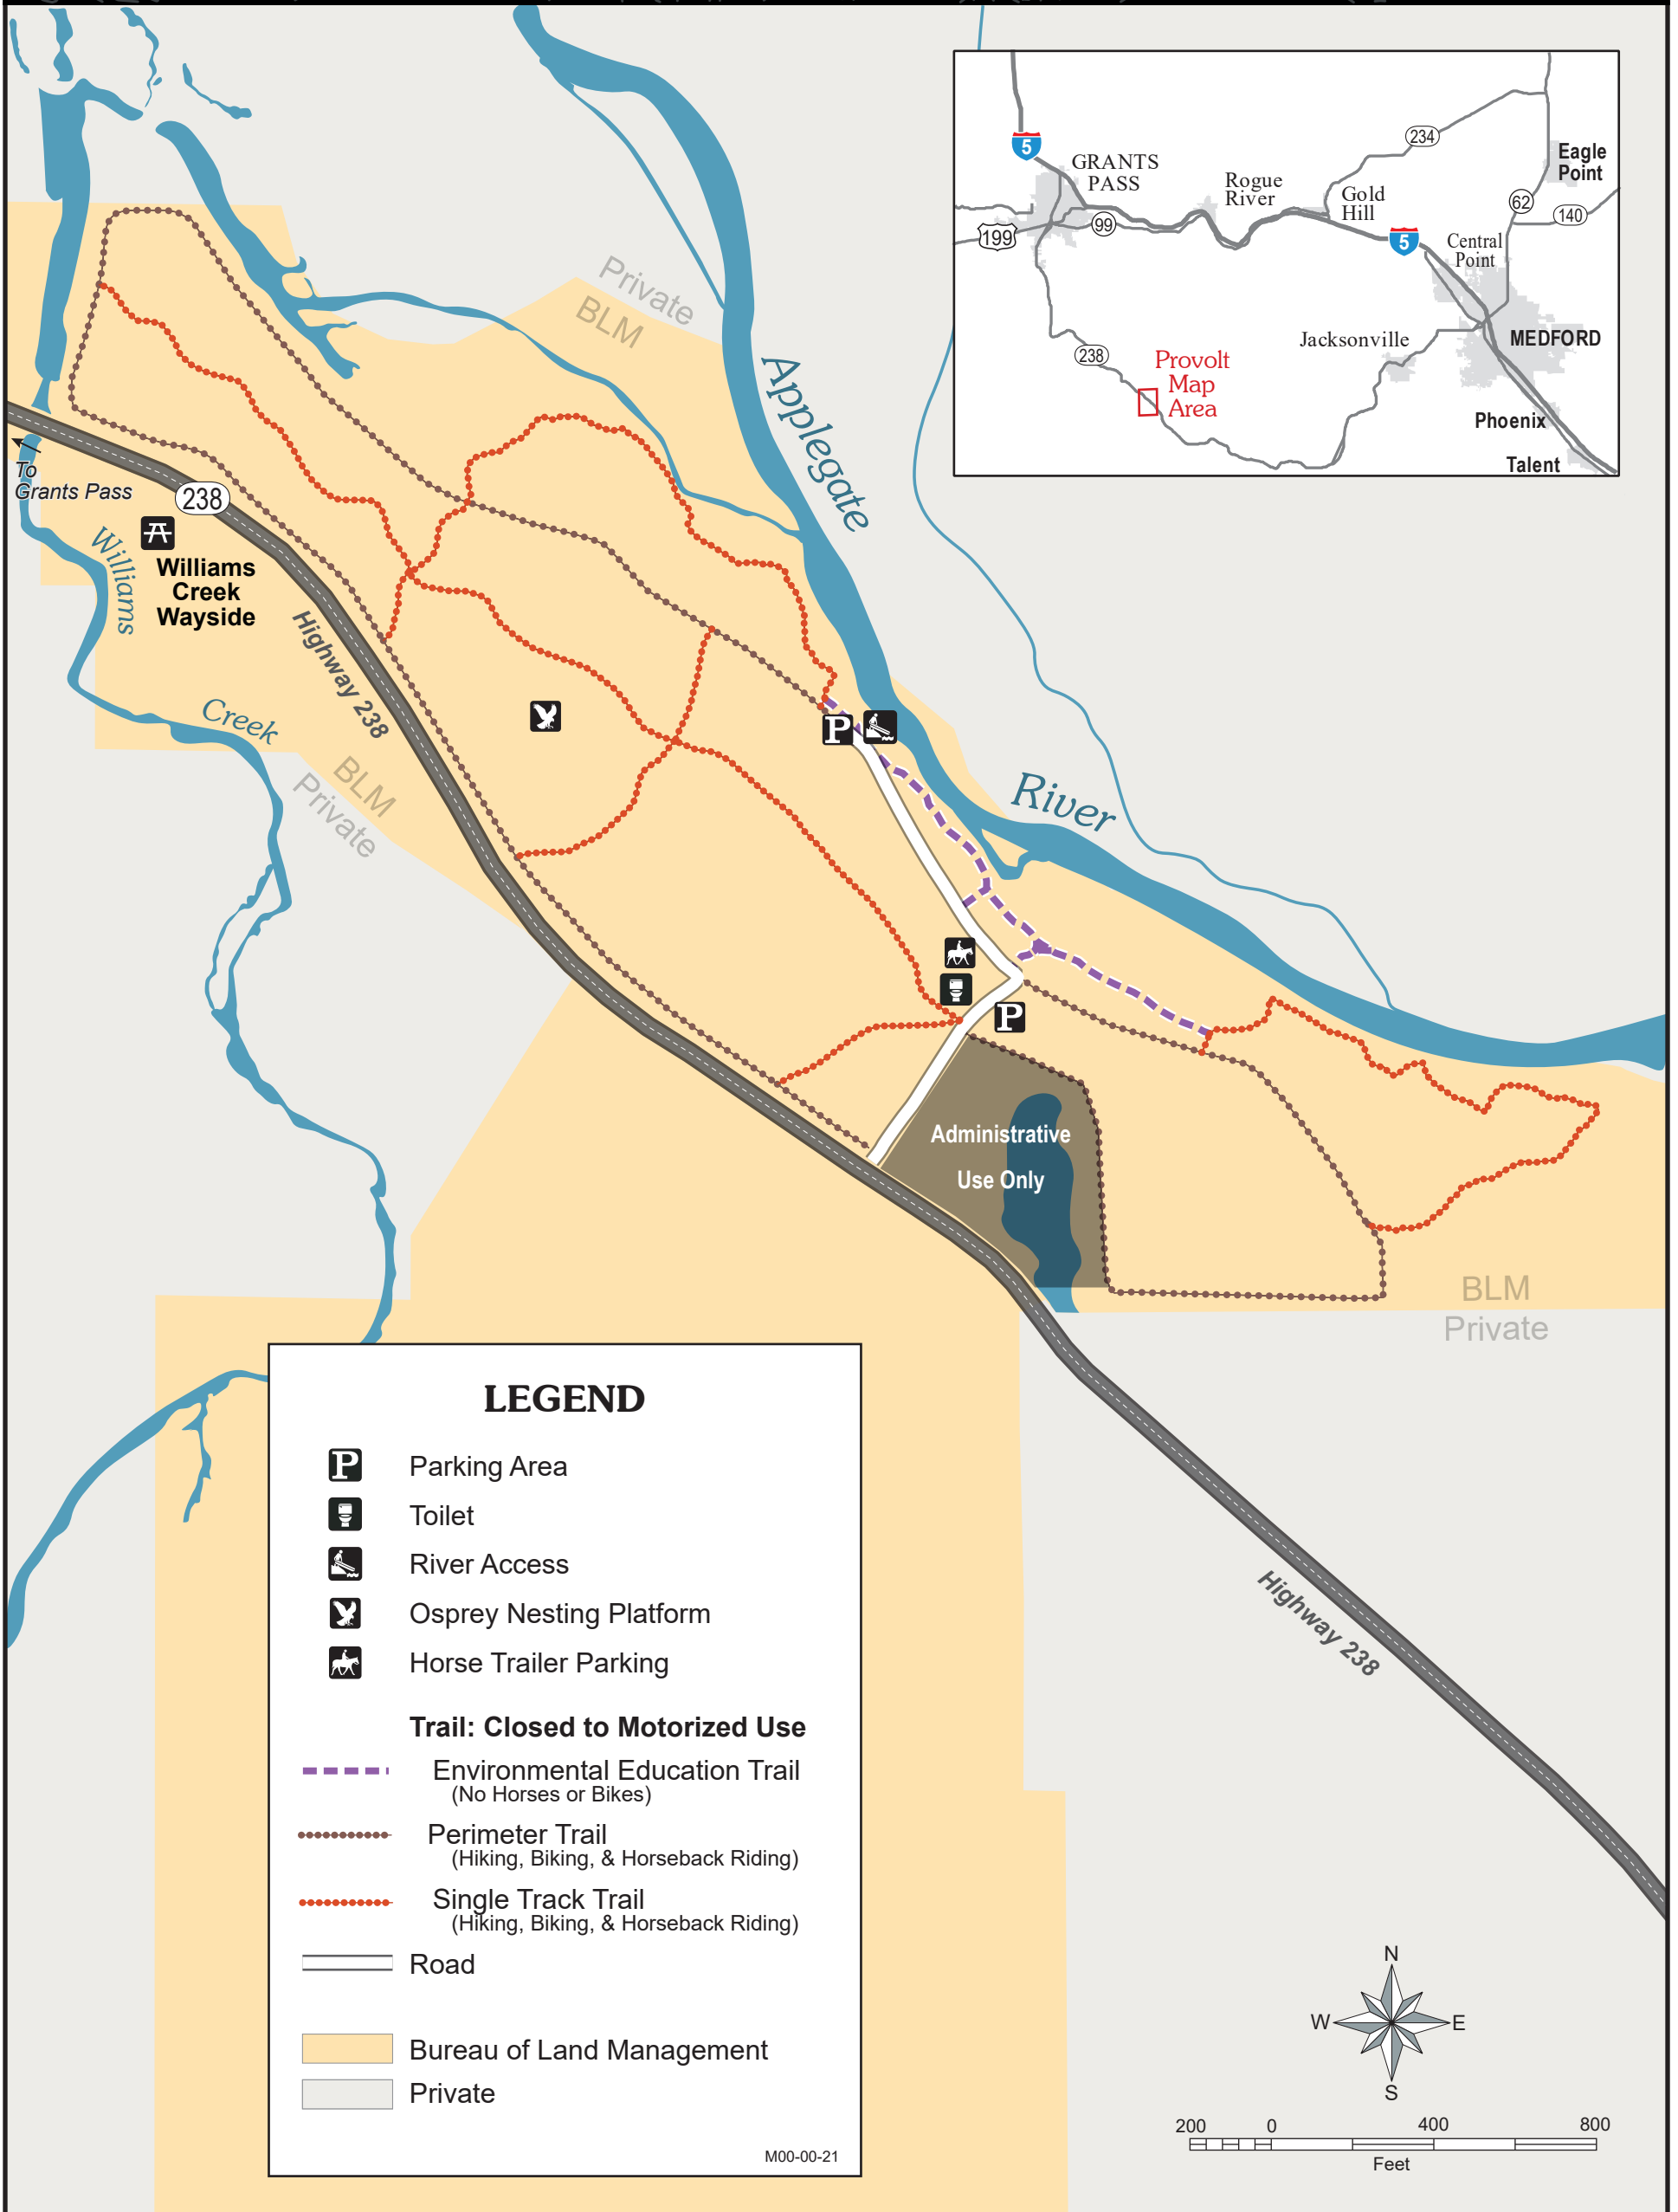 5
GRANTS
PASS
199
99
Rogue
River
Gold
Hill
234
5
62
Eagle
Point
140
Central
Point
Jacksonville
MEDFORD
238
Provolt
Map
Area
Phoenix
Talent
Private
BLM
Applegate
River
To
Grants Pass
238
Williams
Creek
Wayside
Williams
Creek
Highway 238
BLM
Private
P
P
Administrative
Use Only
BLM
Private
Highway 238
LEGEND
P Parking Area
Toilet
River Access
Osprey Nesting Platform
Horse Trailer Parking
Trail: Closed to Motorized Use
Environmental Education Trail
(No Horses or Bikes)
Perimeter Trail
(Hiking, Biking, & Horseback Riding)
Single Track Trail
(Hiking, Biking, & Horseback Riding)
Road
Bureau of Land Management
Private
M00-00-21
N
W
E
S
200 0 400 800
Feet